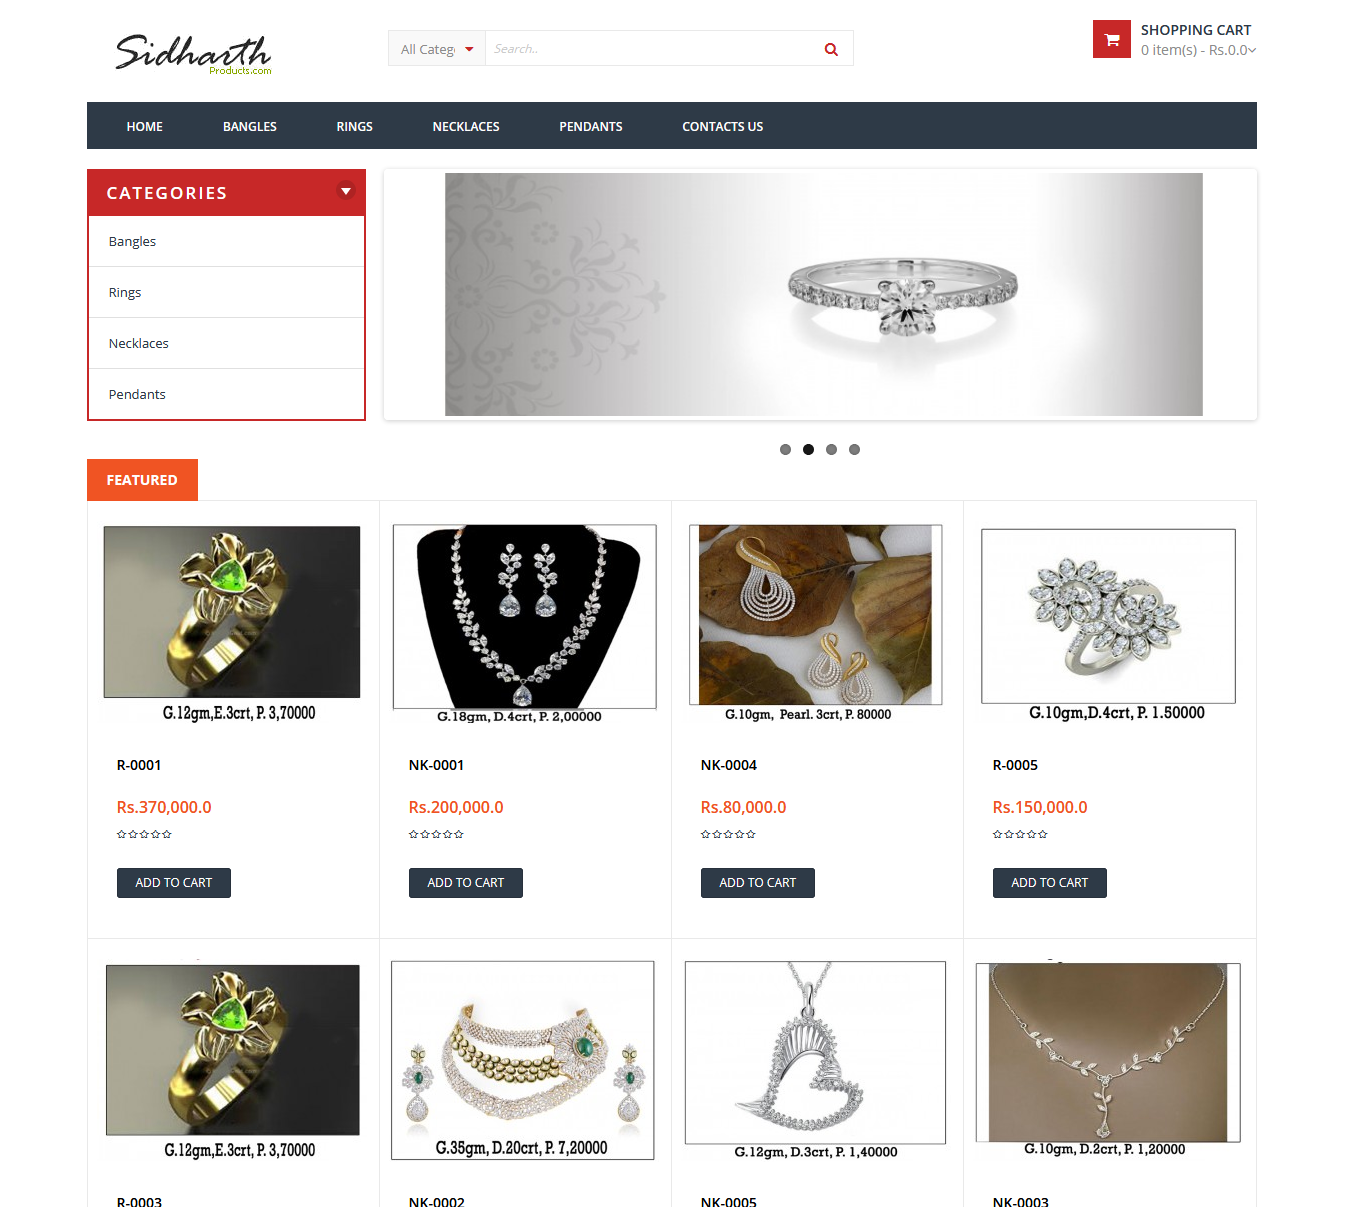 Sidharth
Products.com
All Categ
Search..
SHOPPING CART
0 item(s) - Rs.0.0
HOME BANGLES RINGS NECKLACES PENDANTS CONTACTS US
CATEGORIES
Bangles
Rings
Necklaces
Pendants
FEATURED
G.12gm,E.3crt, P. 3,70000
G.18gm, D.4crt, P. 2,00000
G.10gm, Pearl. 3crt, P. 80000
G.10gm,D.4crt, P. 1.50000
R-0001 NK-0001 NK-0004 R-0005
Rs.370,000.0 Rs.200,000.0 Rs.80,000.0 Rs.150,000.0
ADD TO CART ADD TO CART ADD TO CART ADD TO CART
G.12gm,E.3crt, P. 3,70000
G.35gm, D.20crt, P. 7,20000
G.12gm, D.3crt, P. 1,40000
G.10gm, D.2crt, P. 1,20000
R-0003 NK-0002 NK-0005 NK-0003